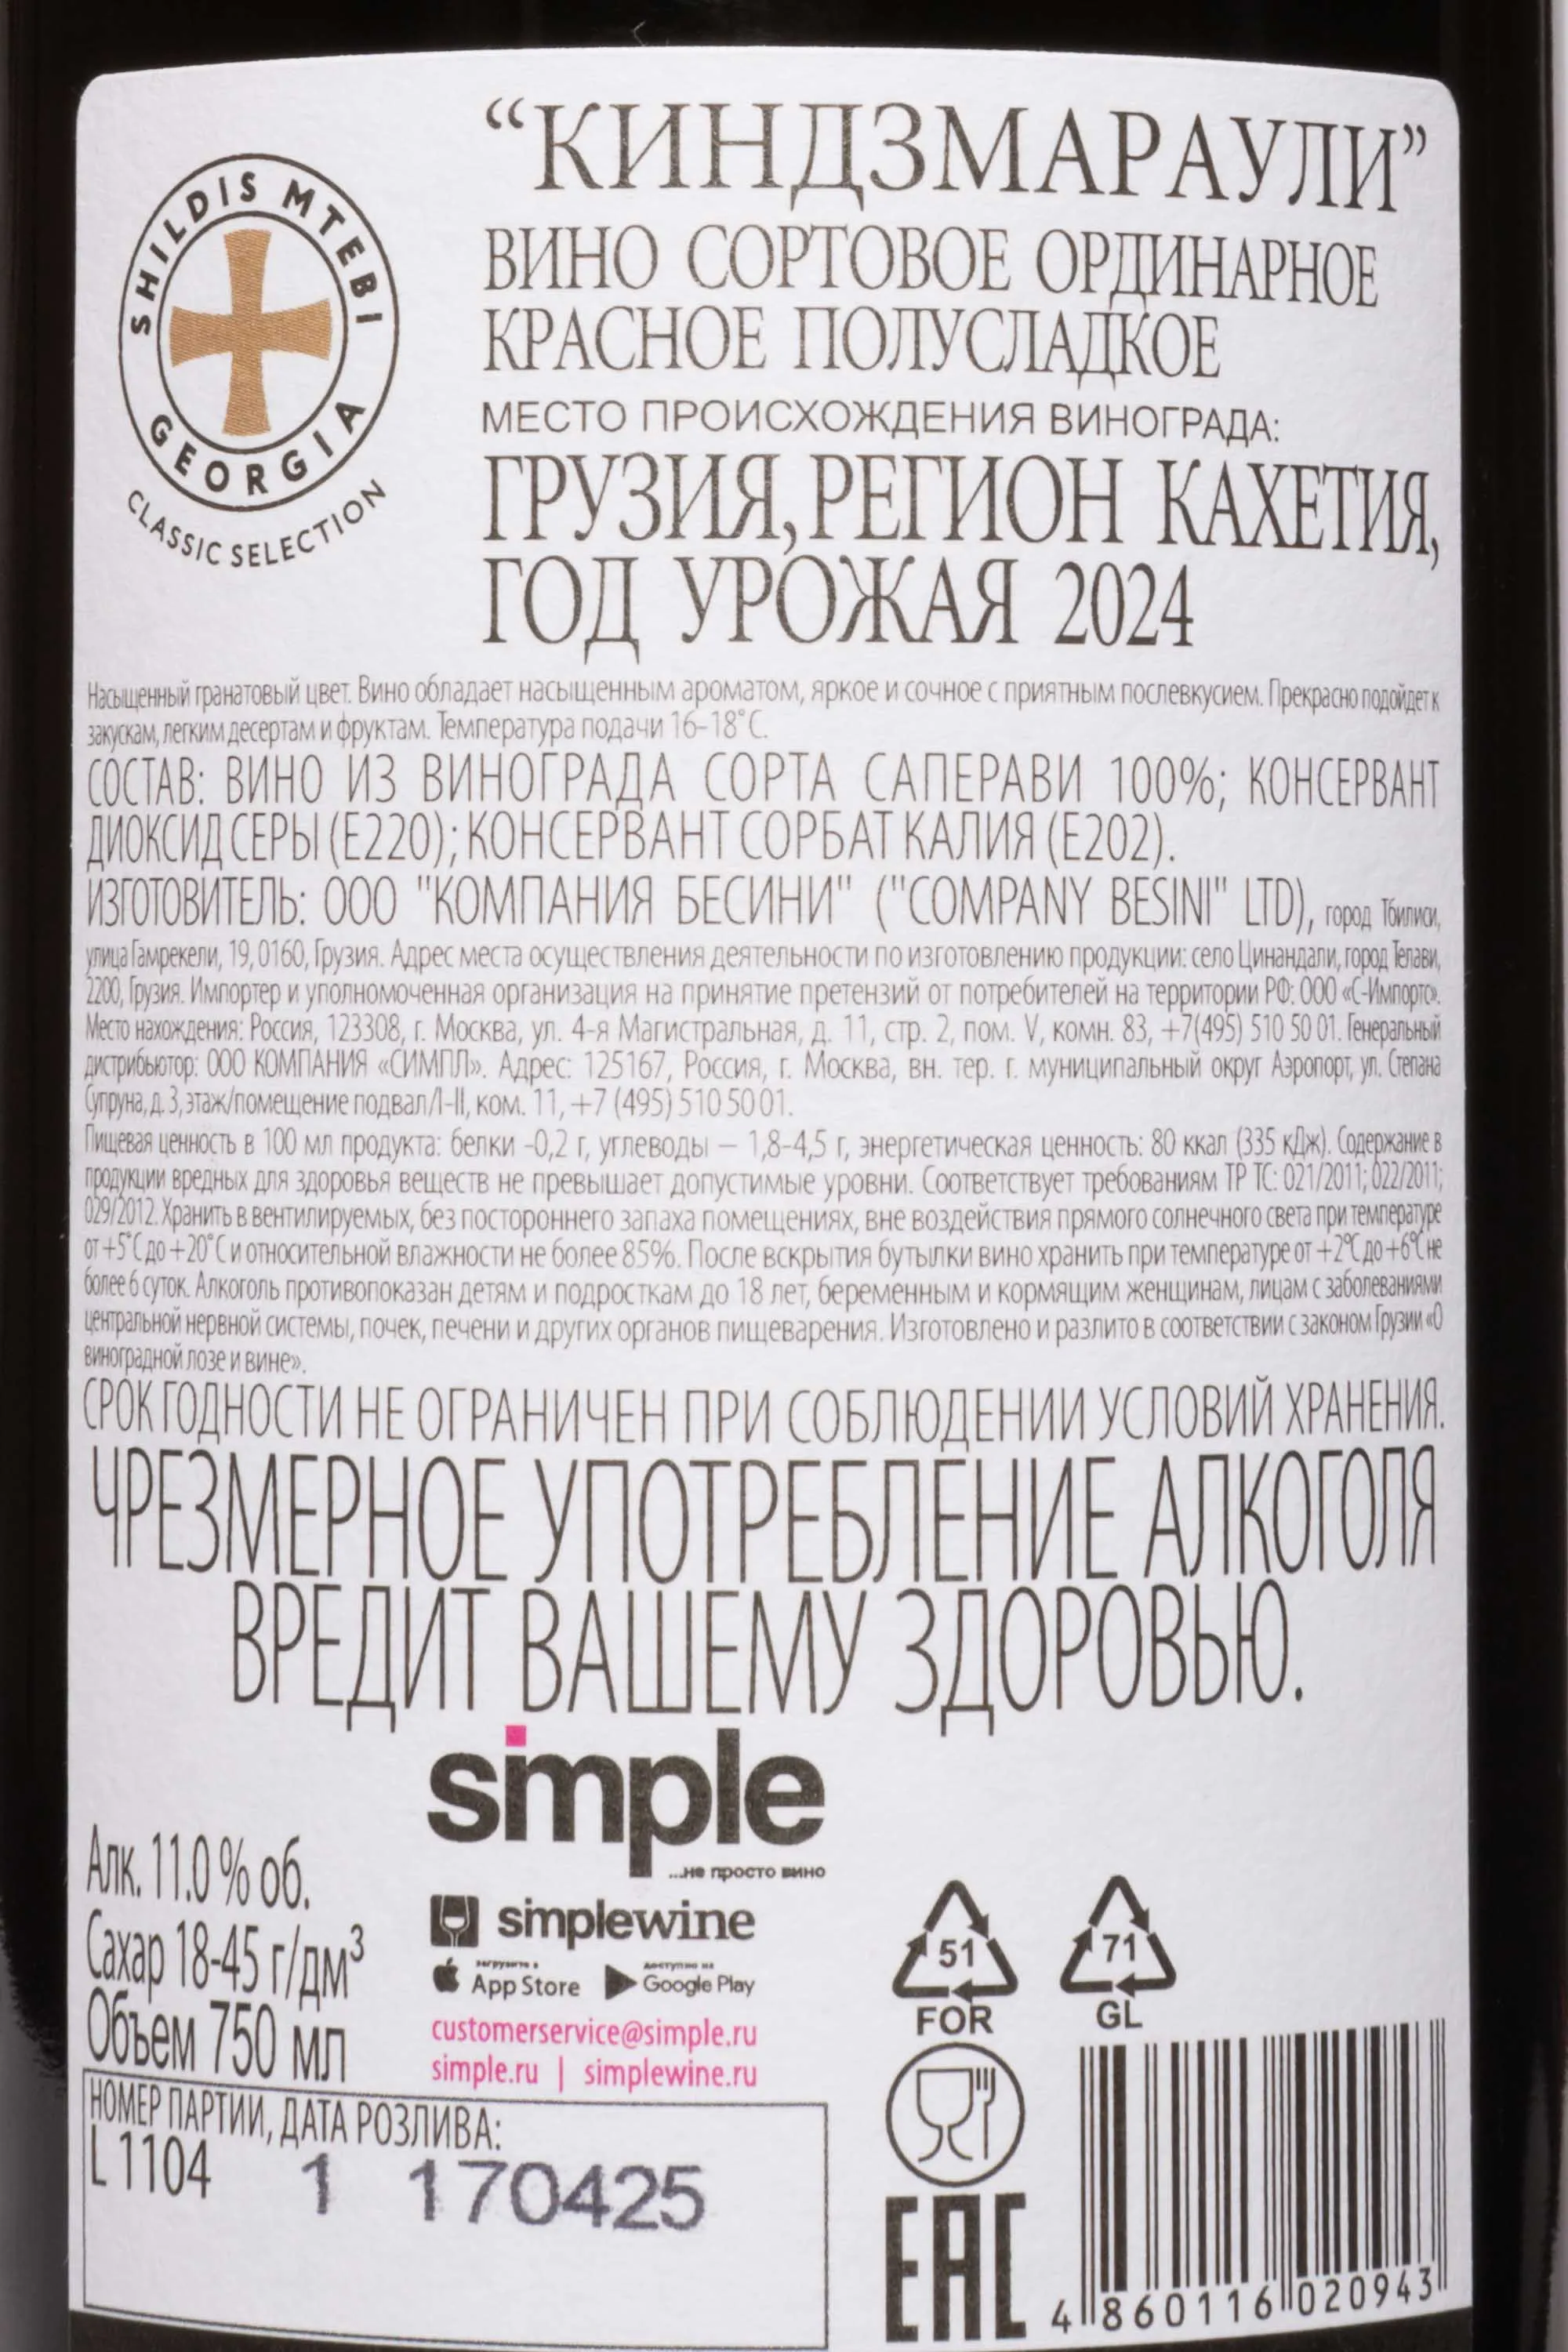 SHILDIS MTEBI
GEORGIA
CLASSIC SELECTION
“КИНДЗМАРАУЛИ”
ВИНО СОРТОВОЕ ОРДИНАРНОЕ
КРАСНОЕ ПОЛУСЛАДКОЕ
МЕСТО ПРОИСХОЖДЕНИЯ ВИНОГРАДА:
ГРУЗИЯ, РЕГИОН КАХЕТИЯ,
ГОД УРОЖАЯ 2024
Насыщенный гранатовый цвет. Вино обладает насыщенным ароматом, яркое и сочное с приятным послевкусием. Прекрасно подойдет к
закускам, легким десертам и фруктам. Температура подачи 16-18°С.
СОСТАВ: ВИНО ИЗ ВИНОГРАДА СОРТА САПЕРАВИ 100%; КОНСЕРВАНТ
ДИОКСИД СЕРЫ (Е220); КОНСЕРВАНТ СОРБАТ КАЛИЯ (Е202).
ИЗГОТОВИТЕЛЬ: ООО "КОМПАНИЯ БЕСИНИ" ("COMPANY BESINI" LTD), город Тбилиси,
улица Гамрекели, 19, 0160, Грузия. Адрес места осуществления деятельности по изготовлению продукции: село Цинандали, город Телави,
2200, Грузия. Импортер и уполномоченная организация на принятие претензий от потребителей на территории РФ: ООО «С-Импортс».
Место нахождения: Россия, 123308, г. Москва, ул. 4-я Магистральная, д. 11, стр. 2, пом. V, комн. 83, +7(495) 510 50 01. Генеральный
дистрибьютор: ООО КОМПАНИЯ «СИМПЛ». Адрес: 125167, Россия, г. Москва, вн. тер. г. муниципальный округ Аэропорт, ул. Степана
Супруна, д. 3, этаж/помещение подвал/I-II, ком. 11, +7 (495) 510 50 01.
Пищевая ценность в 100 мл продукта: белки -0,2 г, углеводы – 1,8-4,5 г, энергетическая ценность: 80 ккал (335 кДж). Содержание в
продукции вредных для здоровья веществ не превышает допустимые уровни. Соответствует требованиям ТР ТС: 021/2011; 022/2011;
029/2012. Хранить в вентилируемых, без постороннего запаха помещениях, вне воздействия прямого солнечного света при температуре
от +5°С до +20°С и относительной влажности не более 85%. После вскрытия бутылки вино хранить при температуре от +2°С до +6°С не
более 6 суток. Алкоголь противопоказан детям и подросткам до 18 лет, беременным и кормящим женщинам, лицам с заболеваниями
центральной нервной системы, почек, печени и других органов пищеварения. Изготовлено и разлито в соответствии с законом Грузии «О
виноградной лозе и вине».
СРОК ГОДНОСТИ НЕ ОГРАНИЧЕН ПРИ СОБЛЮДЕНИИ УСЛОВИЙ ХРАНЕНИЯ.
ЧРЕЗМЕРНОЕ УПОТРЕБЛЕНИЕ АЛКОГОЛЯ
ВРЕДИТ ВАШЕМУ ЗДОРОВЬЮ.
simple
...не просто вино
Алк. 11.0 % об.
Сахар 18-45 г/дм³
Объем 750 мл
simplewine
загрузите в
App Store
доступно на
Google Play
customerservice@simple.ru
simple.ru | simplewine.ru
51
FOR
71
GL
НОМЕР ПАРТИИ, ДАТА РОЗЛИВА:
L 1104 1 170425
EAC
4 860116 020943